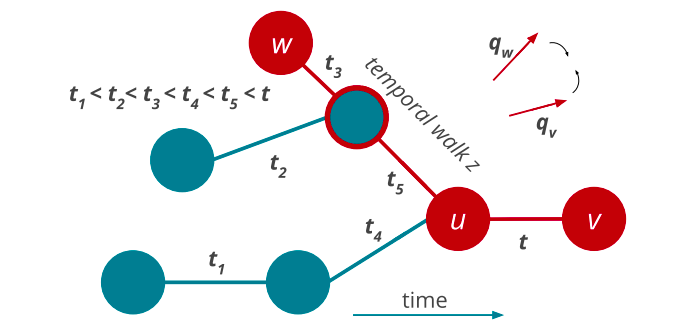 w
q_w
t_3
temporal walk z
t_1 < t_2 < t_3 < t_4 < t_5 < t
q_v
t_2
t_5
u
v
t_4
t
t_1
time